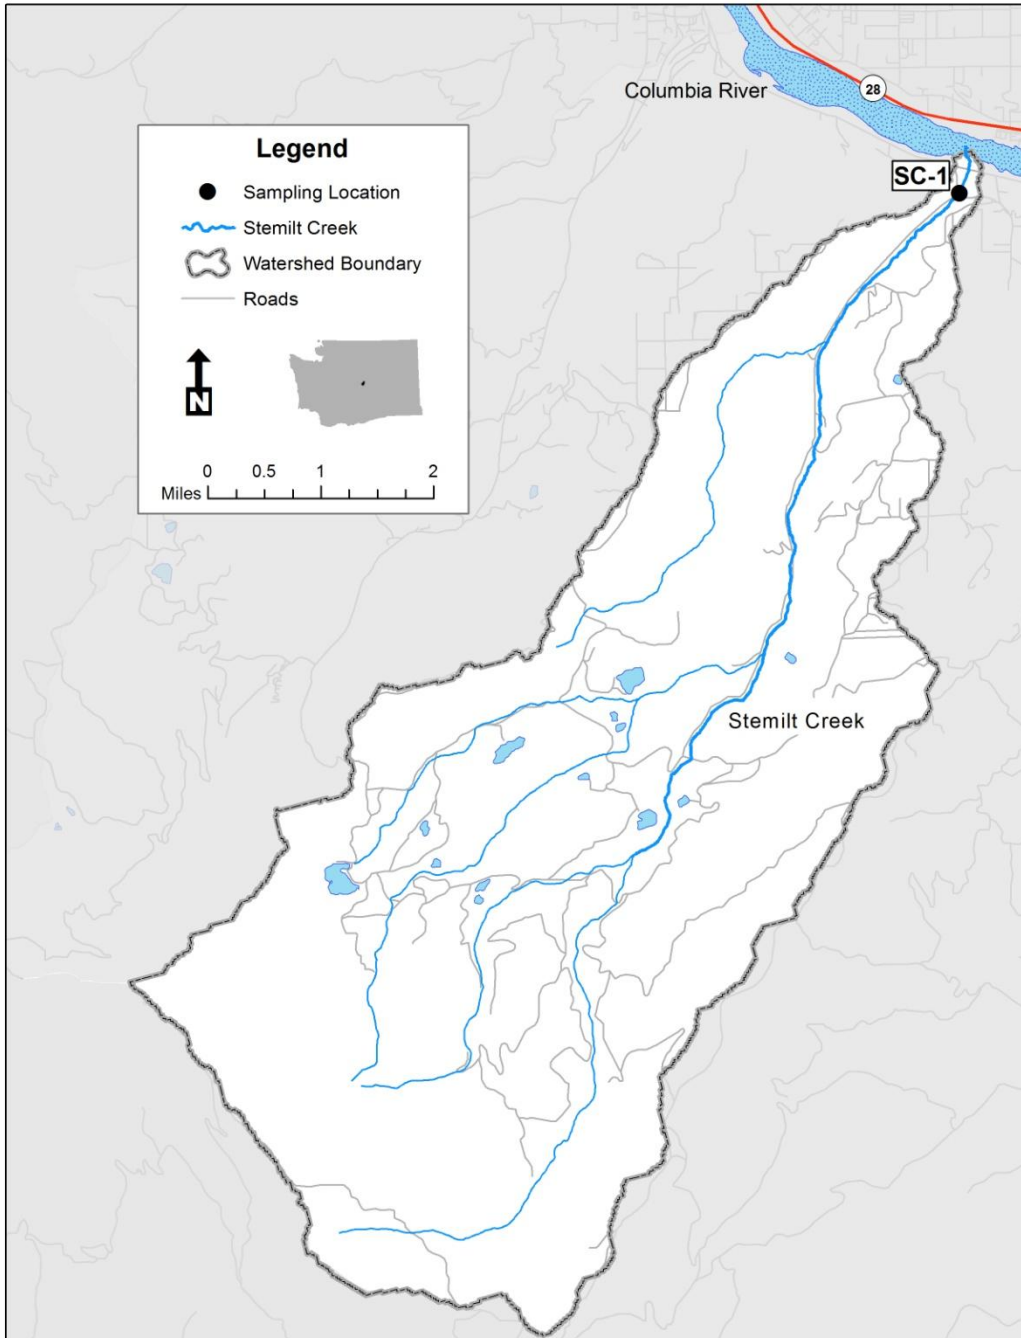 Columbia River
28
SC-1
Legend
Sampling Location
Stemilt Creek
Watershed Boundary
Roads
N
0 0.5 1 2
Miles
Stemilt Creek